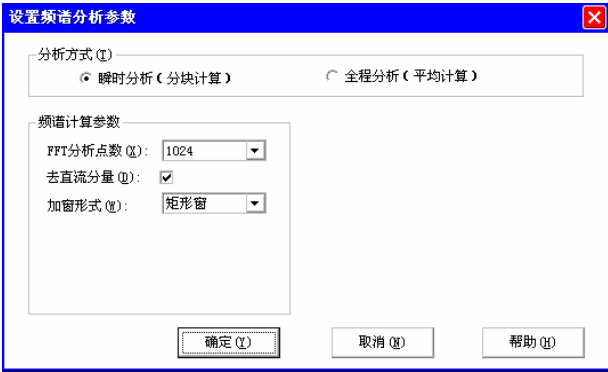 设置频谱分析参数
分析方式(T)
瞬时分析(分块计算) 全程分析(平均计算)
频谱计算参数
FFT分析点数(X): 1024
去直流分量(D):
加窗形式(W): 矩形窗
确定(Y) 取消(N) 帮助(H)